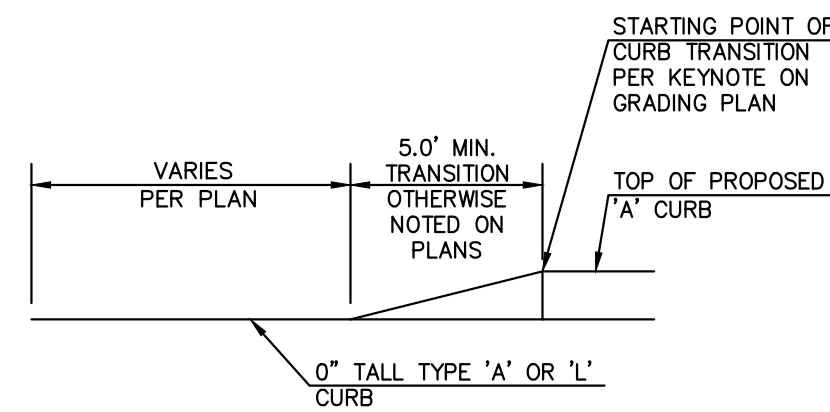 STARTING POINT OF
CURB TRANSITION
PER KEYNOTE ON
GRADING PLAN
VARIES
PER PLAN
5.0' MIN.
TRANSITION
OTHERWISE
NOTED ON
PLANS
TOP OF PROPOSED
'A' CURB
0" TALL TYPE 'A' OR 'L'
CURB